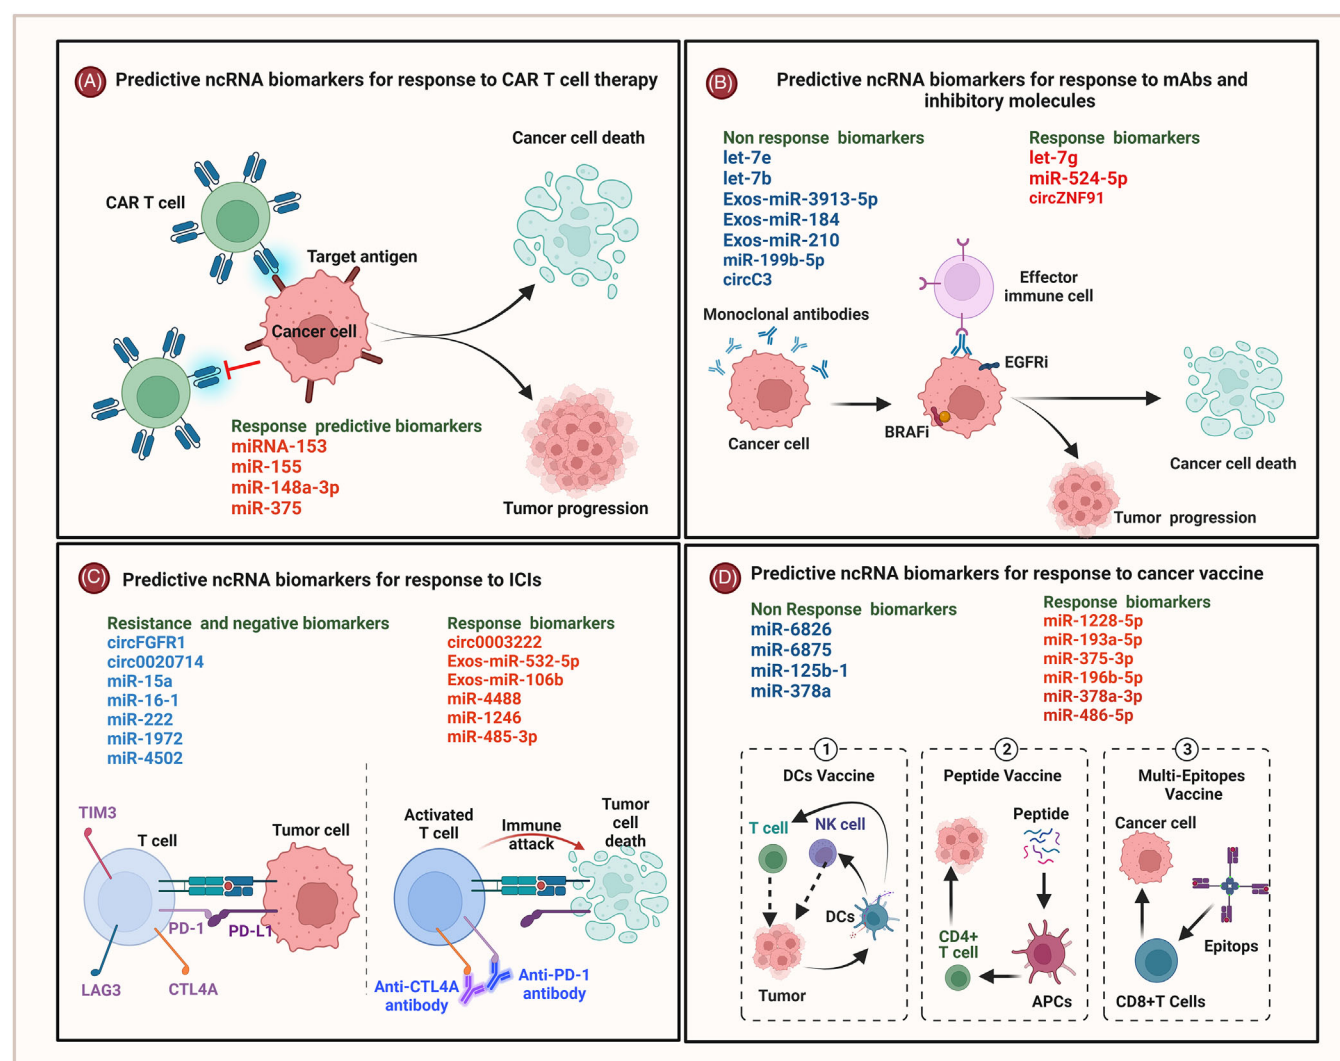 (A) Predictive ncRNA biomarkers for response to CAR T cell therapy
CAR T cell
Target antigen
Cancer cell
Cancer cell death
Tumor progression
Response predictive biomarkers
miRNA-153
miR-155
miR-148a-3p
miR-375
(B) Predictive ncRNA biomarkers for response to mAbs and
inhibitory molecules
Non response biomarkers
let-7e
let-7b
Exos-miR-3913-5p
Exos-miR-184
Exos-miR-210
miR-199b-5p
circC3
Response biomarkers
let-7g
miR-524-5p
circZNF91
Effector
immune cell
Monoclonal antibodies
Cancer cell
EGFRi
BRAFi
Cancer cell death
Tumor progression
(C) Predictive ncRNA biomarkers for response to ICIs
Resistance and negative biomarkers
circFGFR1
circ0020714
miR-15a
miR-16-1
miR-222
miR-1972
miR-4502
Response biomarkers
circ0003222
Exos-miR-532-5p
Exos-miR-106b
miR-4488
miR-1246
miR-485-3p
TIM3
T cell
Tumor cell
PD-1
PD-L1
LAG3
CTL4A
Activated
T cell
Immune
attack
Tumor
cell
death
Anti-CTL4A
antibody
Anti-PD-1
antibody
(D) Predictive ncRNA biomarkers for response to cancer vaccine
Non Response biomarkers
miR-6826
miR-6875
miR-125b-1
miR-378a
Response biomarkers
miR-1228-5p
miR-193a-5p
miR-375-3p
miR-196b-5p
miR-378a-3p
miR-486-5p
1
DCs Vaccine
T cell
NK cell
DCs
Tumor
2
Peptide Vaccine
Peptide
CD4+
T cell
APCs
3
Multi-Epitopes
Vaccine
Cancer cell
Epitops
CD8+T Cells